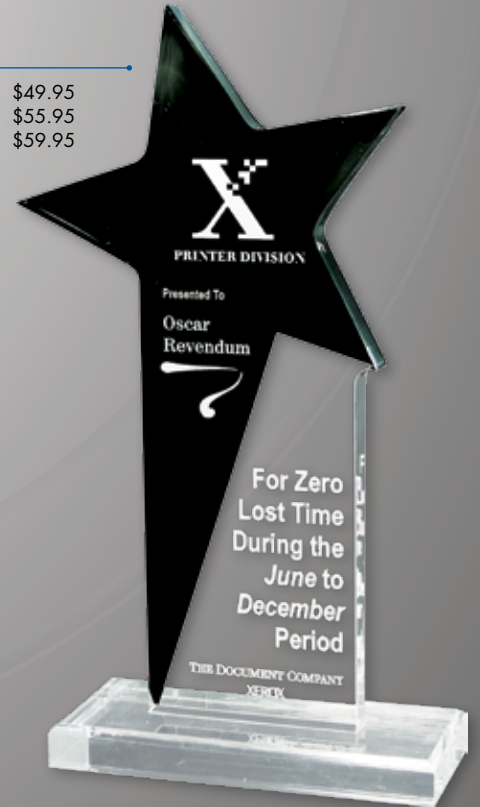 $49.95
$55.95
$59.95
X
PRINTER DIVISION
Presented To
Oscar
Revendum
For Zero
Lost Time
During the
June to
December
Period
THE DOCUMENT COMPANY
XEROX